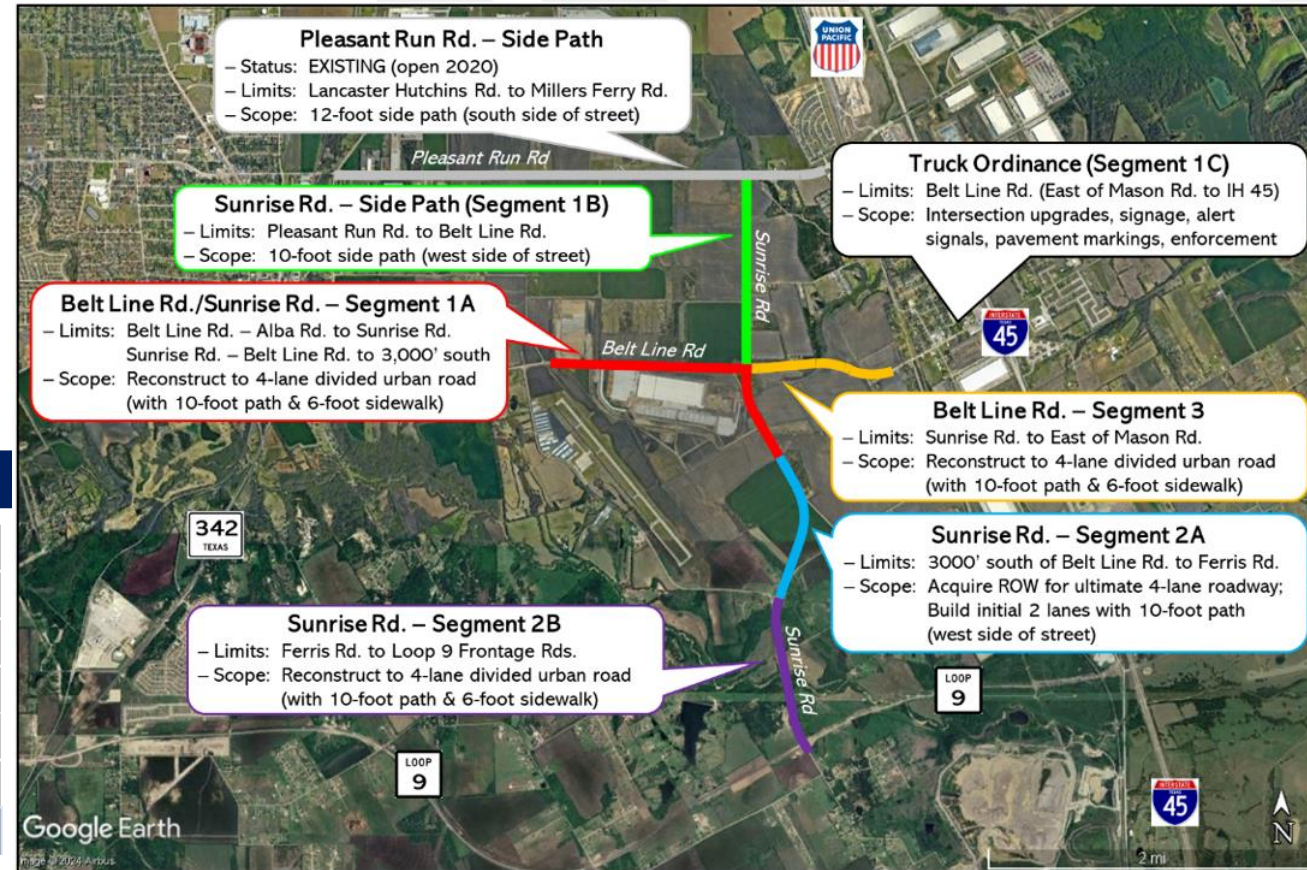 Pleasant Run Rd. – Side Path
– Status: EXISTING (open 2020)
– Limits: Lancaster Hutchins Rd. to Millers Ferry Rd.
– Scope: 12-foot side path (south side of street)
UNION
PACIFIC
Pleasant Run Rd
Truck Ordinance (Segment 1C)
– Limits: Belt Line Rd. (East of Mason Rd. to IH 45)
– Scope: Intersection upgrades, signage, alert
signals, pavement markings, enforcement
Sunrise Rd. – Side Path (Segment 1B)
– Limits: Pleasant Run Rd. to Belt Line Rd.
– Scope: 10-foot side path (west side of street)
Sunrise Rd
Belt Line Rd./Sunrise Rd. – Segment 1A
– Limits: Belt Line Rd. – Alba Rd. to Sunrise Rd.
Sunrise Rd. – Belt Line Rd. to 3,000' south
– Scope: Reconstruct to 4-lane divided urban road
(with 10-foot path & 6-foot sidewalk)
INTERSTATE
TEXAS
45
Belt Line Rd
Belt Line Rd. – Segment 3
– Limits: Sunrise Rd. to East of Mason Rd.
– Scope: Reconstruct to 4-lane divided urban road
(with 10-foot path & 6-foot sidewalk)
342
TEXAS
Sunrise Rd. – Segment 2A
– Limits: 3000' south of Belt Line Rd. to Ferris Rd.
– Scope: Acquire ROW for ultimate 4-lane roadway;
Build initial 2 lanes with 10-foot path
(west side of street)
Sunrise Rd. – Segment 2B
– Limits: Ferris Rd. to Loop 9 Frontage Rds.
– Scope: Reconstruct to 4-lane divided urban road
(with 10-foot path & 6-foot sidewalk)
Sunrise Rd
LOOP
9
LOOP
9
INTERSTATE
TEXAS
45
N
Google Earth
Image © 2024 Airbus
2 mi